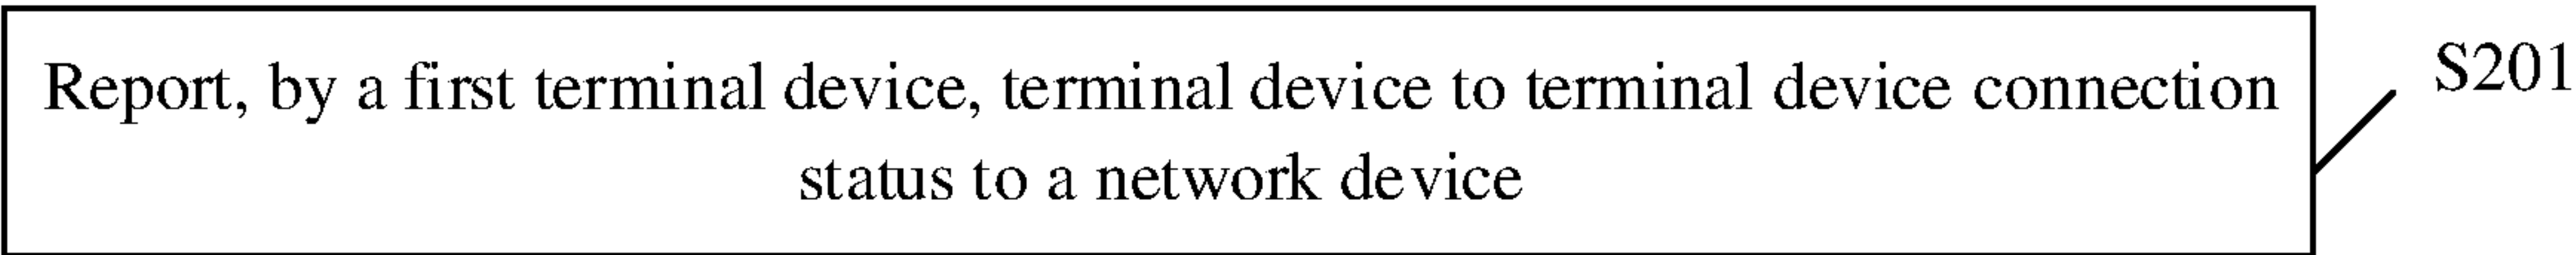 Report, by a first terminal device, terminal device to terminal device connection
status to a network device
S201